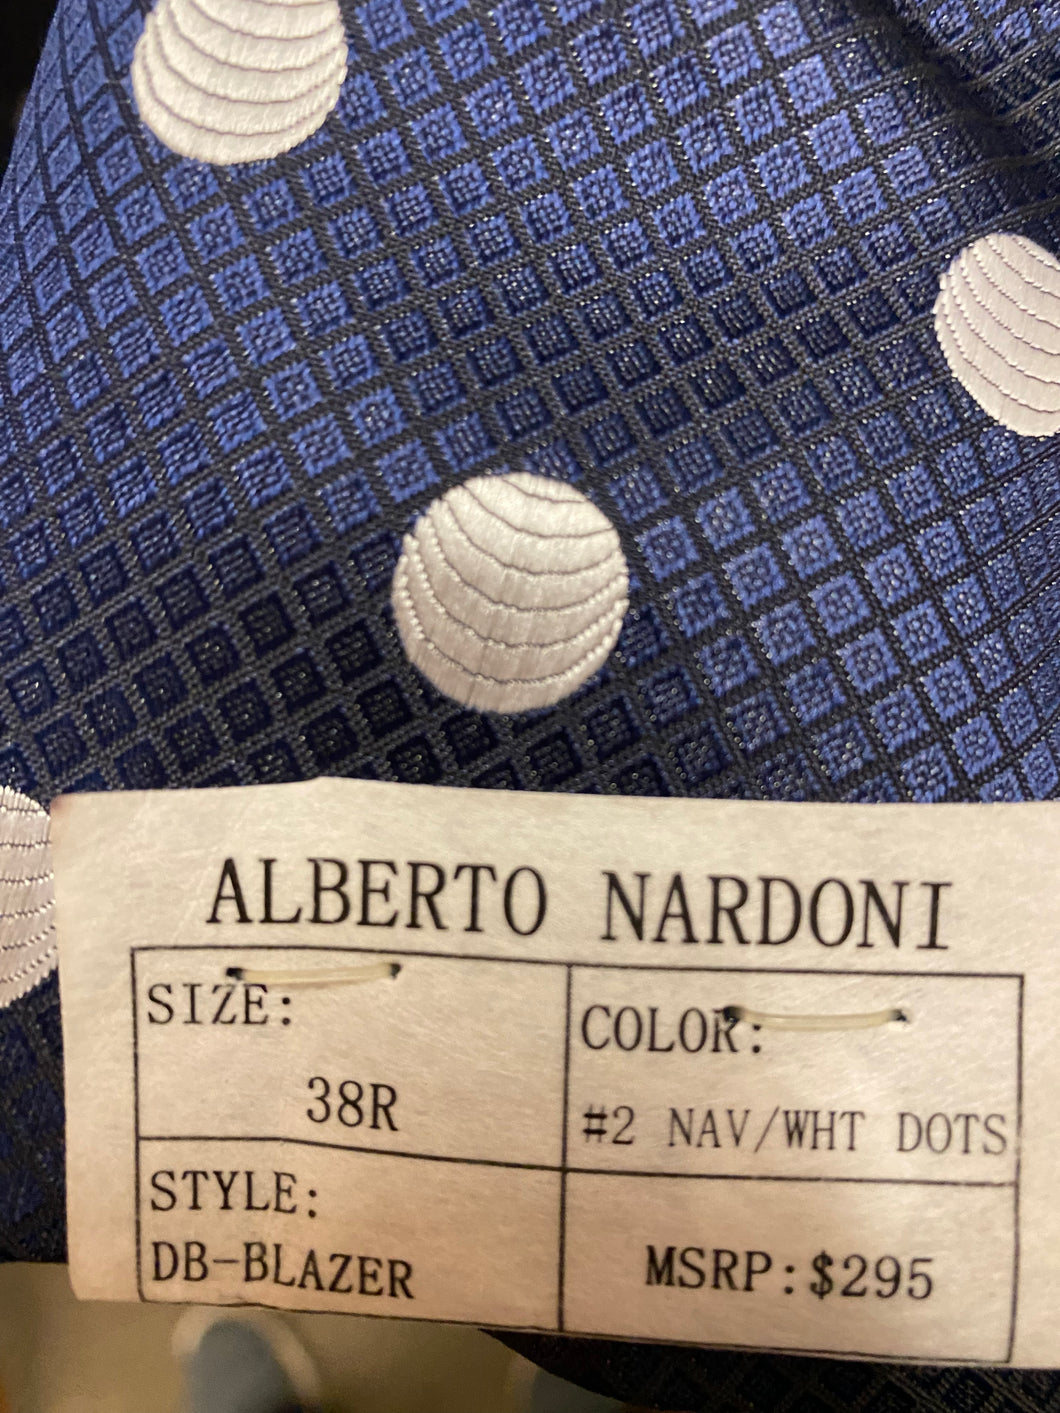 ALBERTO NARDONI
SIZE:
38R
COLOR:
#2 NAV/WHT DOTS
STYLE:
DB-BLAZER
MSRP:$295